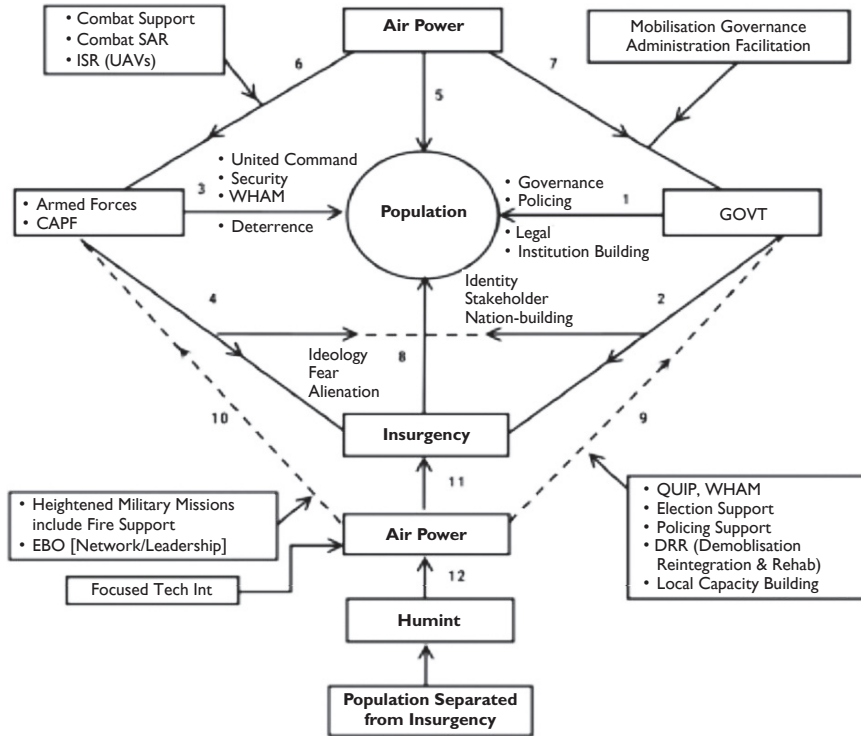 • Combat Support
• Combat SAR
• ISR (UAVs)
Air Power
Mobilisation Governance
Administration Facilitation
6
5
7
• United Command
• Security
• WHAM
• Deterrence
3
• Armed Forces
• CAPF
Population
• Governance
• Policing
• Legal
• Institution Building
1
GOVT
4
Identity
Stakeholder
Nation-building
2
Ideology
Fear
Alienation
8
10
Insurgency
9
11
• Heightened Military Missions
include Fire Support
• EBO [Network/Leadership]
Air Power
• QUIP, WHAM
• Election Support
• Policing Support
• DRR (Demoblisation
Reintegration & Rehab)
• Local Capacity Building
Focused Tech Int
12
Humint
Population Separated
from Insurgency